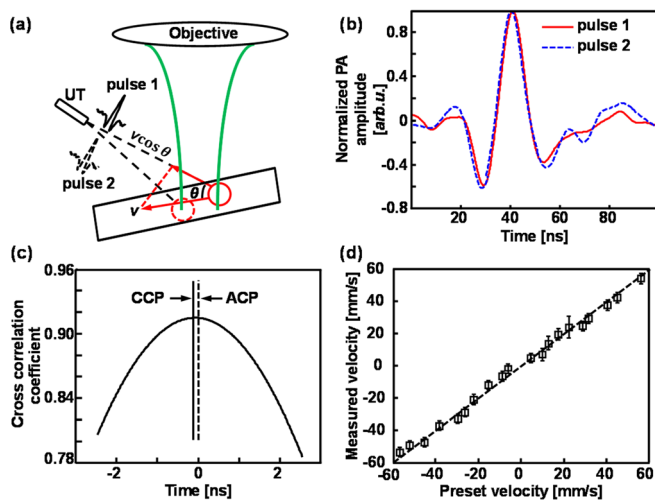 (a)
Objective
pulse 1
UT
vcosθ
pulse 2
θ
v
(b)
Normalized PA
amplitude
[arb.u.]
0.8
0.4
0
-0.4
-0.8
pulse 1
pulse 2
20 40 60 80
Time [ns]
(c)
Cross correlation
coefficient
0.96
0.90
0.84
0.78
CCP
ACP
-2 0 2
Time [ns]
(d)
Measured velocity
[mm/s]
60
40
20
0
-20
-40
-60
-60 -40 -20 0 20 40 60
Preset velocity [mm/s]